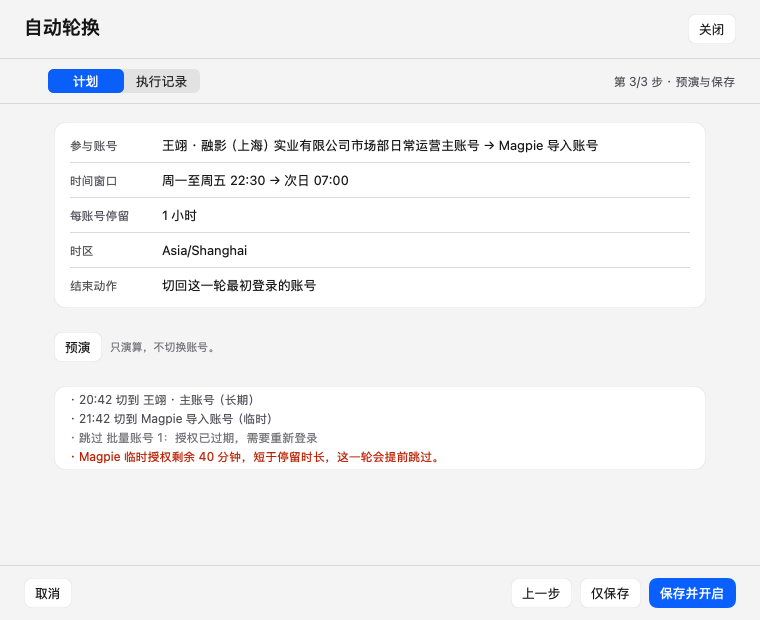 自动轮换
关闭
计划
执行记录
第 3/3 步 · 预演与保存
参与账号 王翊 · 融影（上海）实业有限公司市场部日常运营主账号 → Magpie 导入账号
时间窗口 周一至周五 22:30 → 次日 07:00
每账号停留 1 小时
时区 Asia/Shanghai
结束动作 切回这一轮最初登录的账号
预演 只演算，不切换账号。
· 20:42 切到 王翊 · 主账号（长期）
· 21:42 切到 Magpie 导入账号（临时）
· 跳过 批量账号 1：授权已过期，需要重新登录
· Magpie 临时授权剩余 40 分钟，短于停留时长，这一轮会提前跳过。
取消
上一步
仅保存
保存并开启